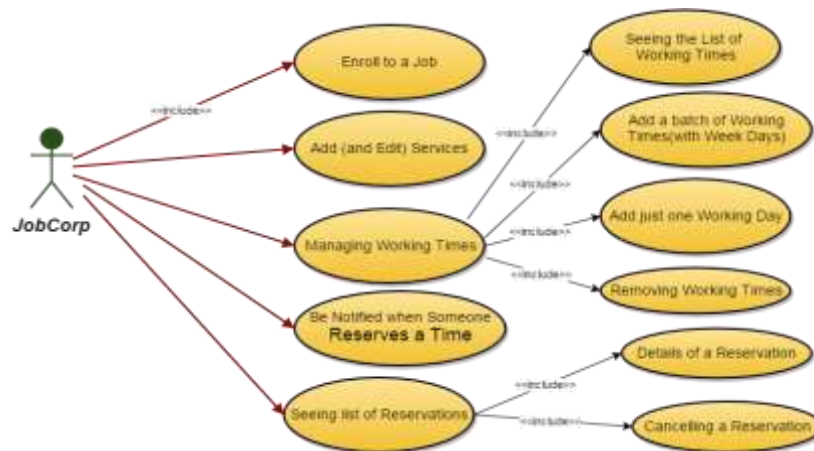 Seeing the List of
Working Times
Enroll to a Job
<<include>>
Add a batch of Working
Times(with Week Days)
<<include>>
Add (and Edit) Services
<<include>>
JobCorp
Add just one Working Day
<<include>>
Managing Working Times
<<include>>
Removing Working Times
Be Notified when Someone
Reserves a Time
Details of a Reservation
<<include>>
Seeing list of Reservations
<<include>>
Cancelling a Reservation